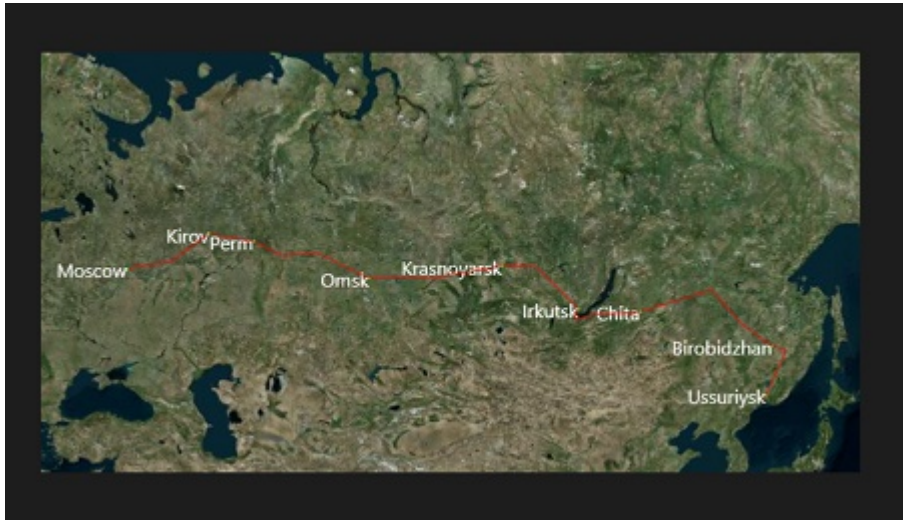 Moscow
Kirov
Perm
Omsk
Krasnoyarsk
Irkutsk
Chita
Birobidzhan
Ussuriysk